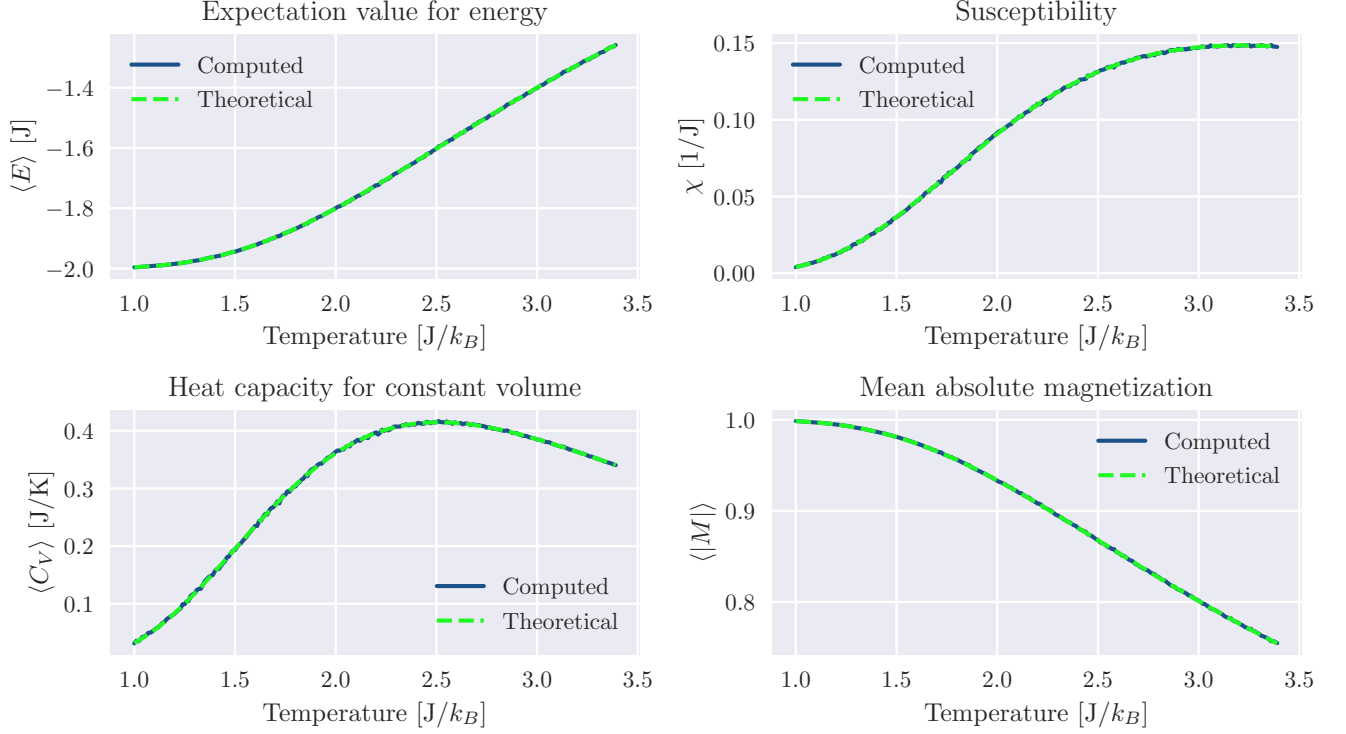 Expectation value for energy
⟨E⟩ [J]
−1.4
−1.6
−1.8
−2.0
Computed
Theoretical
1.0 1.5 2.0 2.5 3.0 3.5
Temperature [J/k_B]
Susceptibility
χ [1/J]
0.15
0.10
0.05
0.00
Computed
Theoretical
1.0 1.5 2.0 2.5 3.0 3.5
Temperature [J/k_B]
Heat capacity for constant volume
⟨C_V⟩ [J/K]
0.4
0.3
0.2
0.1
Computed
Theoretical
1.0 1.5 2.0 2.5 3.0 3.5
Temperature [J/k_B]
Mean absolute magnetization
⟨|M|⟩
1.0
0.9
0.8
Computed
Theoretical
1.0 1.5 2.0 2.5 3.0 3.5
Temperature [J/k_B]